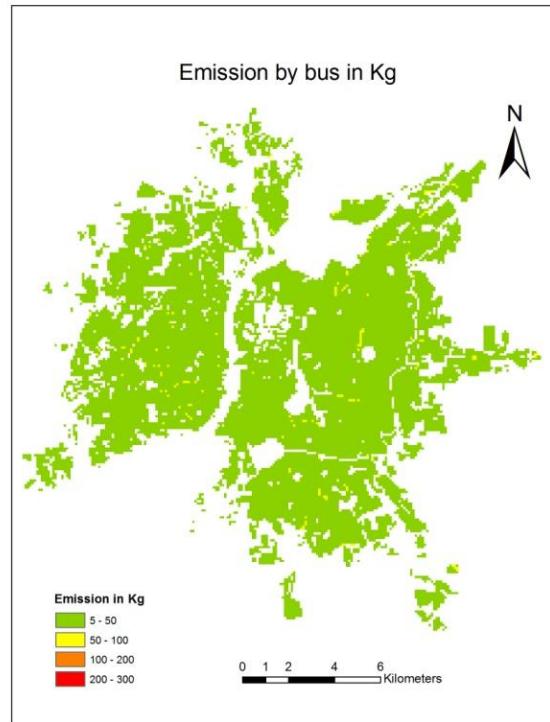 Emission by bus in Kg
N
Emission in Kg
5 - 50
50 - 100
100 - 200
200 - 300
0 1 2 4 6
Kilometers